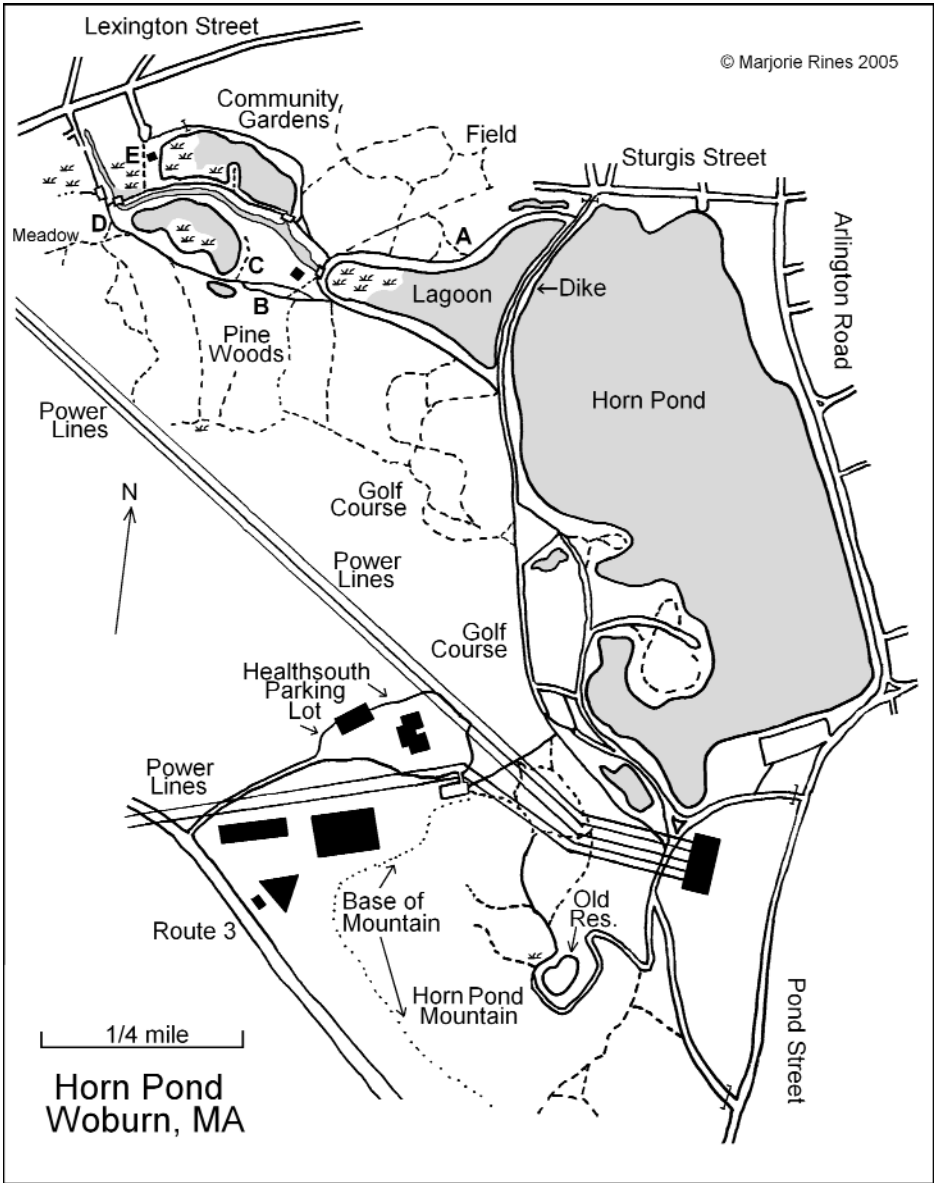 Lexington Street
© Marjorie Rines 2005
Community
Gardens
Field
Sturgis Street
E
D
A
Meadow
C
Lagoon
←Dike
B
Arlington Road
Pine
Woods
Horn Pond
Power
Lines
N
Golf
Course
Power
Lines
Golf
Course
Healthsouth
Parking
Lot
Power
Lines
Base of
Mountain
Old
Res.
Route 3
Horn Pond
Mountain
Pond Street
1/4 mile
Horn Pond
Woburn, MA